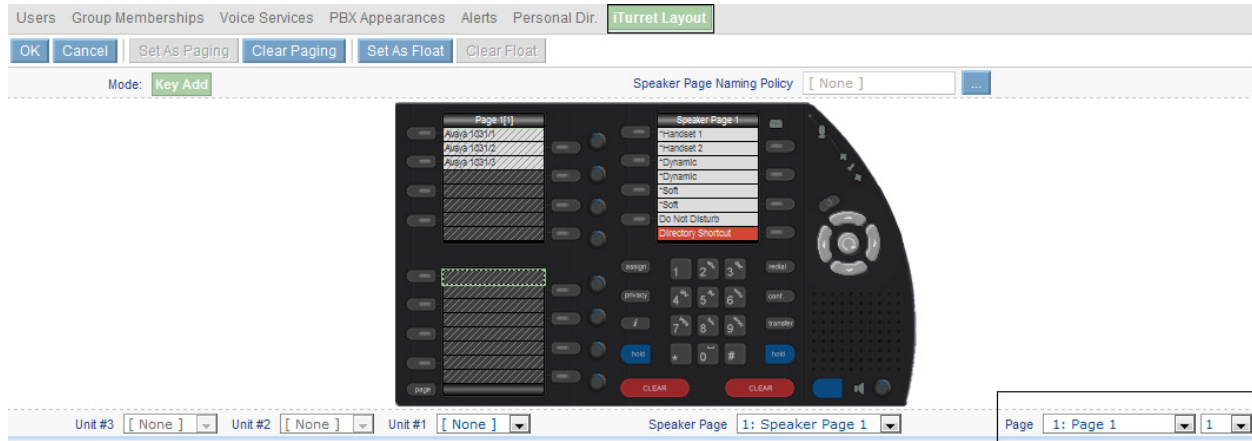 Users Group Memberships Voice Services PBX Appearances Alerts Personal Dir. iTurret Layout
OK Cancel Set As Paging Clear Paging Set As Float Clear Float
Mode: Key Add Speaker Page Naming Policy [ None ] ...
Page 1[1] Speaker Page 1
Avaya 1031/1 *Handset 1
Avaya 1031/2 *Handset 2
Avaya 1031/3 *Dynamic
*Dynamic
*Soft
*Soft
Do Not Disturb
Directory Shortcut
assign 1 2 3 redial
privacy 4 5 6 conf
i 7 8 9 transfer
hold * 0 # hold
page CLEAR CLEAR
Unit #3 [ None ] Unit #2 [ None ] Unit #1 [ None ] Speaker Page 1: Speaker Page 1 Page 1: Page 1 1